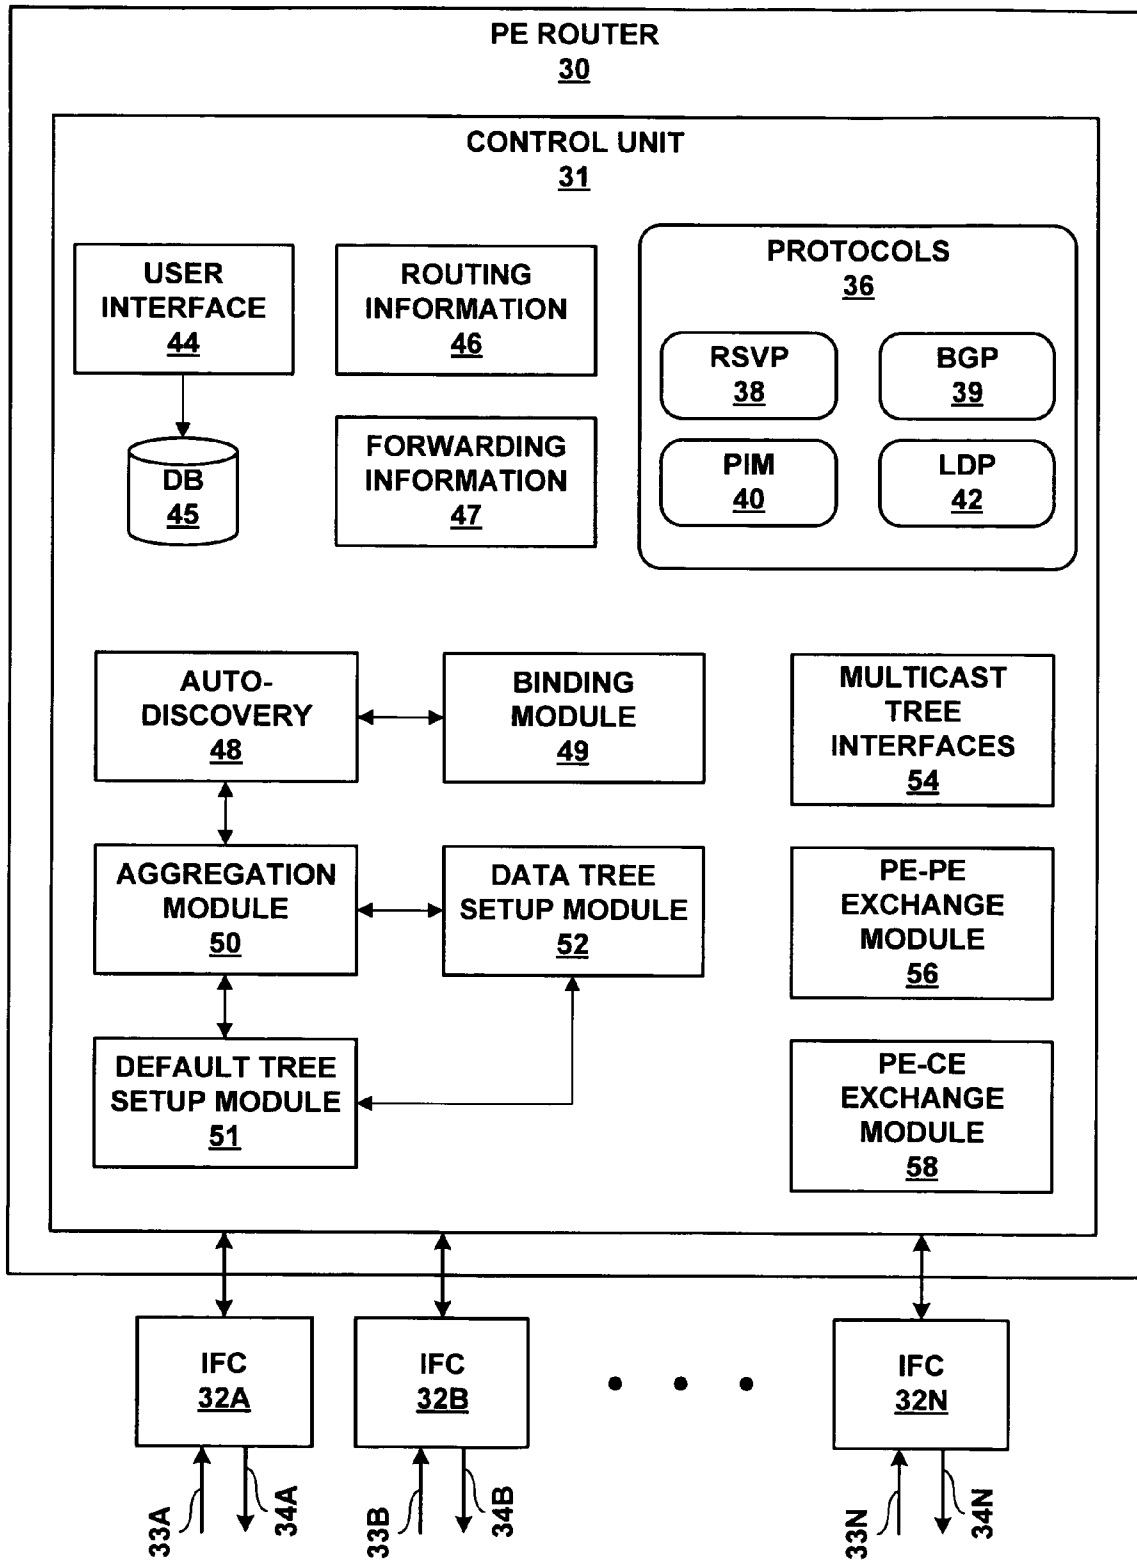 PE ROUTER
30
CONTROL UNIT
31
USER
INTERFACE
44
DB
45
ROUTING
INFORMATION
46
FORWARDING
INFORMATION
47
PROTOCOLS
36
RSVP
38
BGP
39
PIM
40
LDP
42
AUTO-
DISCOVERY
48
BINDING
MODULE
49
MULTICAST
TREE
INTERFACES
54
AGGREGATION
MODULE
50
DATA TREE
SETUP MODULE
52
PE-PE
EXCHANGE
MODULE
56
DEFAULT TREE
SETUP MODULE
51
PE-CE
EXCHANGE
MODULE
58
IFC
32A
IFC
32B
IFC
32N
33A
34A
33B
34B
33N
34N